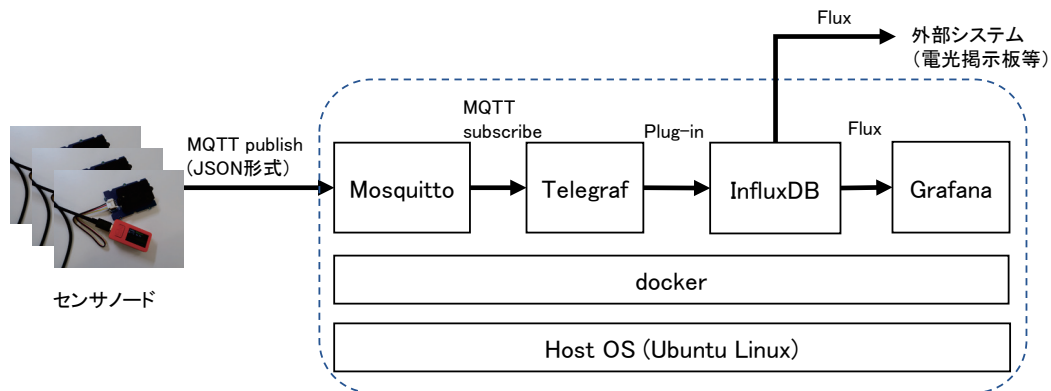 Flux
外部システム
（電光掲示板等）
MQTT
subscribe
MQTT publish
（JSON形式）
Plug-in
Flux
Mosquitto
Telegraf
InfluxDB
Grafana
docker
センサノード
Host OS (Ubuntu Linux)